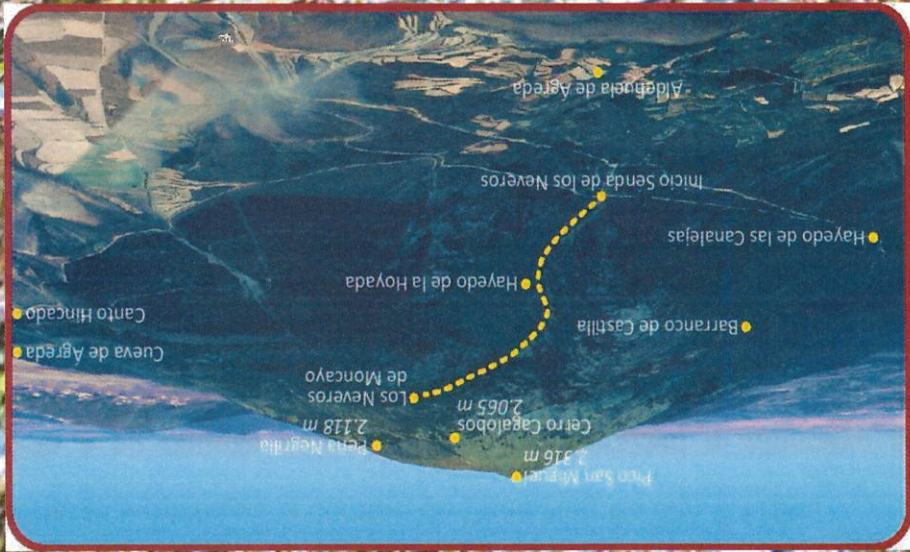 Pico San Miguel
2.316 m
Cerro Cagalobos
2.065 m
Peña Negrilla
2.118 m
Los Neveros
de Moncayo
Cueva de Ágreda
Canto Hincado
Barranco de Castilla
Hayedo de la Hoyada
Hayedo de las Canalejas
Inicio Senda de los Neveros
Aldehuela de Ágreda